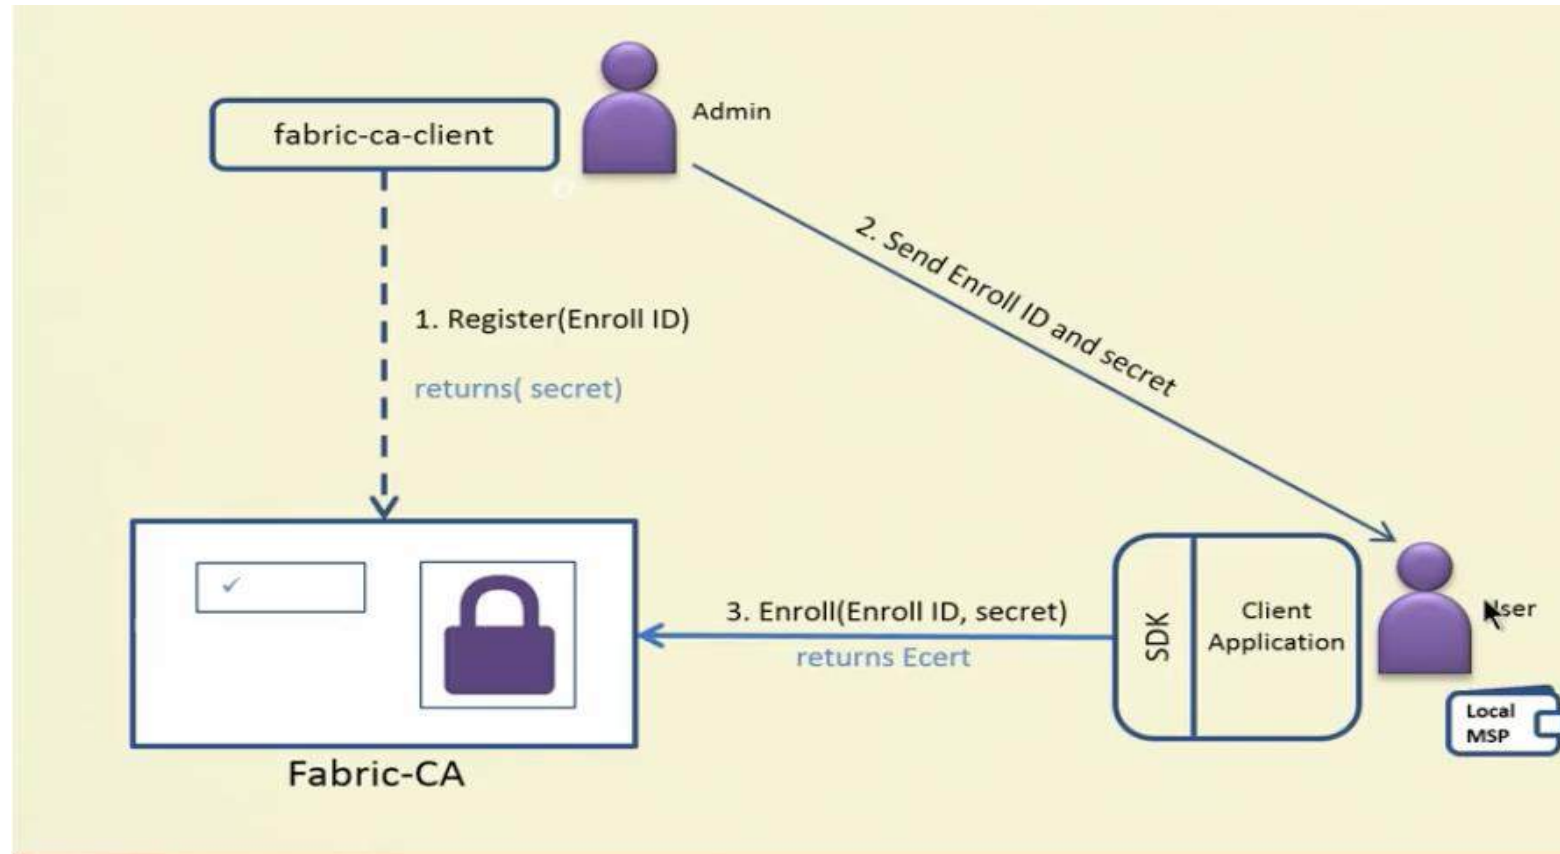 fabric-ca-client
Admin
2. Send Enroll ID and secret
1. Register(Enroll ID)
returns( secret)
3. Enroll(Enroll ID, secret)
returns Ecert
SDK
Client
Application
Local
MSP
Fabric-CA